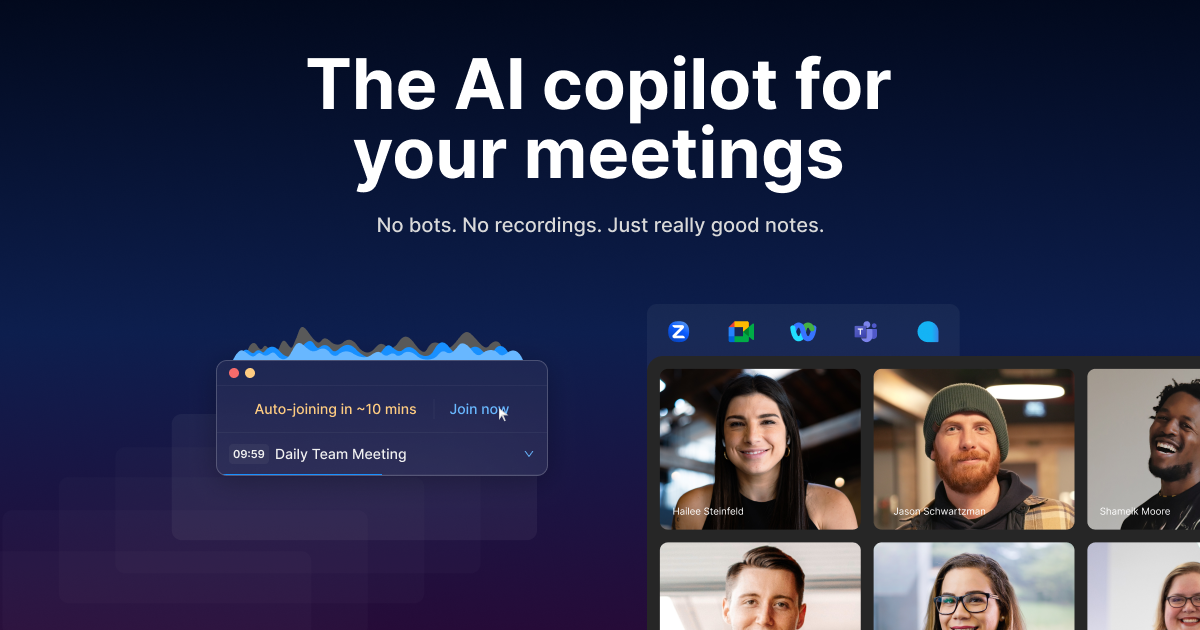 The AI copilot for
your meetings
No bots. No recordings. Just really good notes.
Auto-joining in ~10 mins
Join now
09:59 Daily Team Meeting
Z
T
Hailee Steinfeld
Jason Schwartzman
Shameik Moore